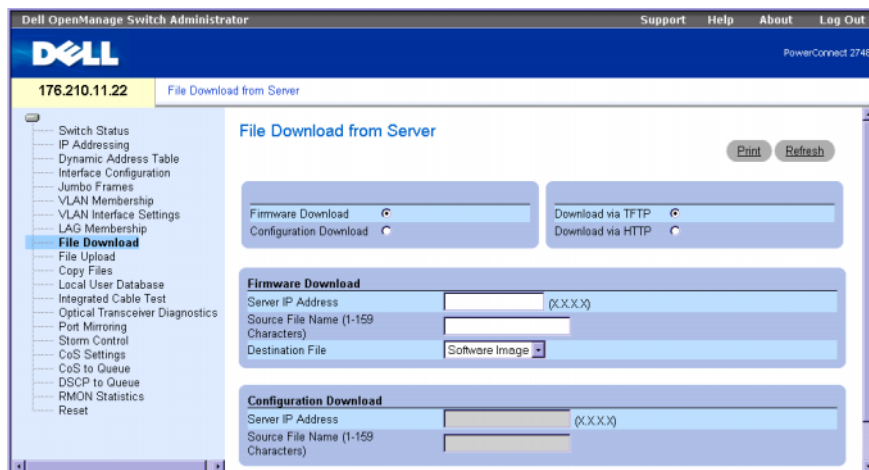 Dell OpenManage Switch Administrator
Support Help About Log Out
DELL
PowerConnect 2748
176.210.11.22
File Download from Server
Switch Status
IP Addressing
Dynamic Address Table
Interface Configuration
Jumbo Frames
VLAN Membership
VLAN Interface Settings
LAG Membership
File Download
File Upload
Copy Files
Local User Database
Integrated Cable Test
Optical Transceiver Diagnostics
Port Mirroring
Storm Control
CoS Settings
CoS to Queue
DSCP to Queue
RMON Statistics
Reset
File Download from Server
Print Refresh
Firmware Download
Configuration Download
Download via TFTP
Download via HTTP
Firmware Download
Server IP Address (X.X.X.X)
Source File Name (1-159
Characters)
Destination File Software Image
Configuration Download
Server IP Address (X.X.X.X)
Source File Name (1-159
Characters)